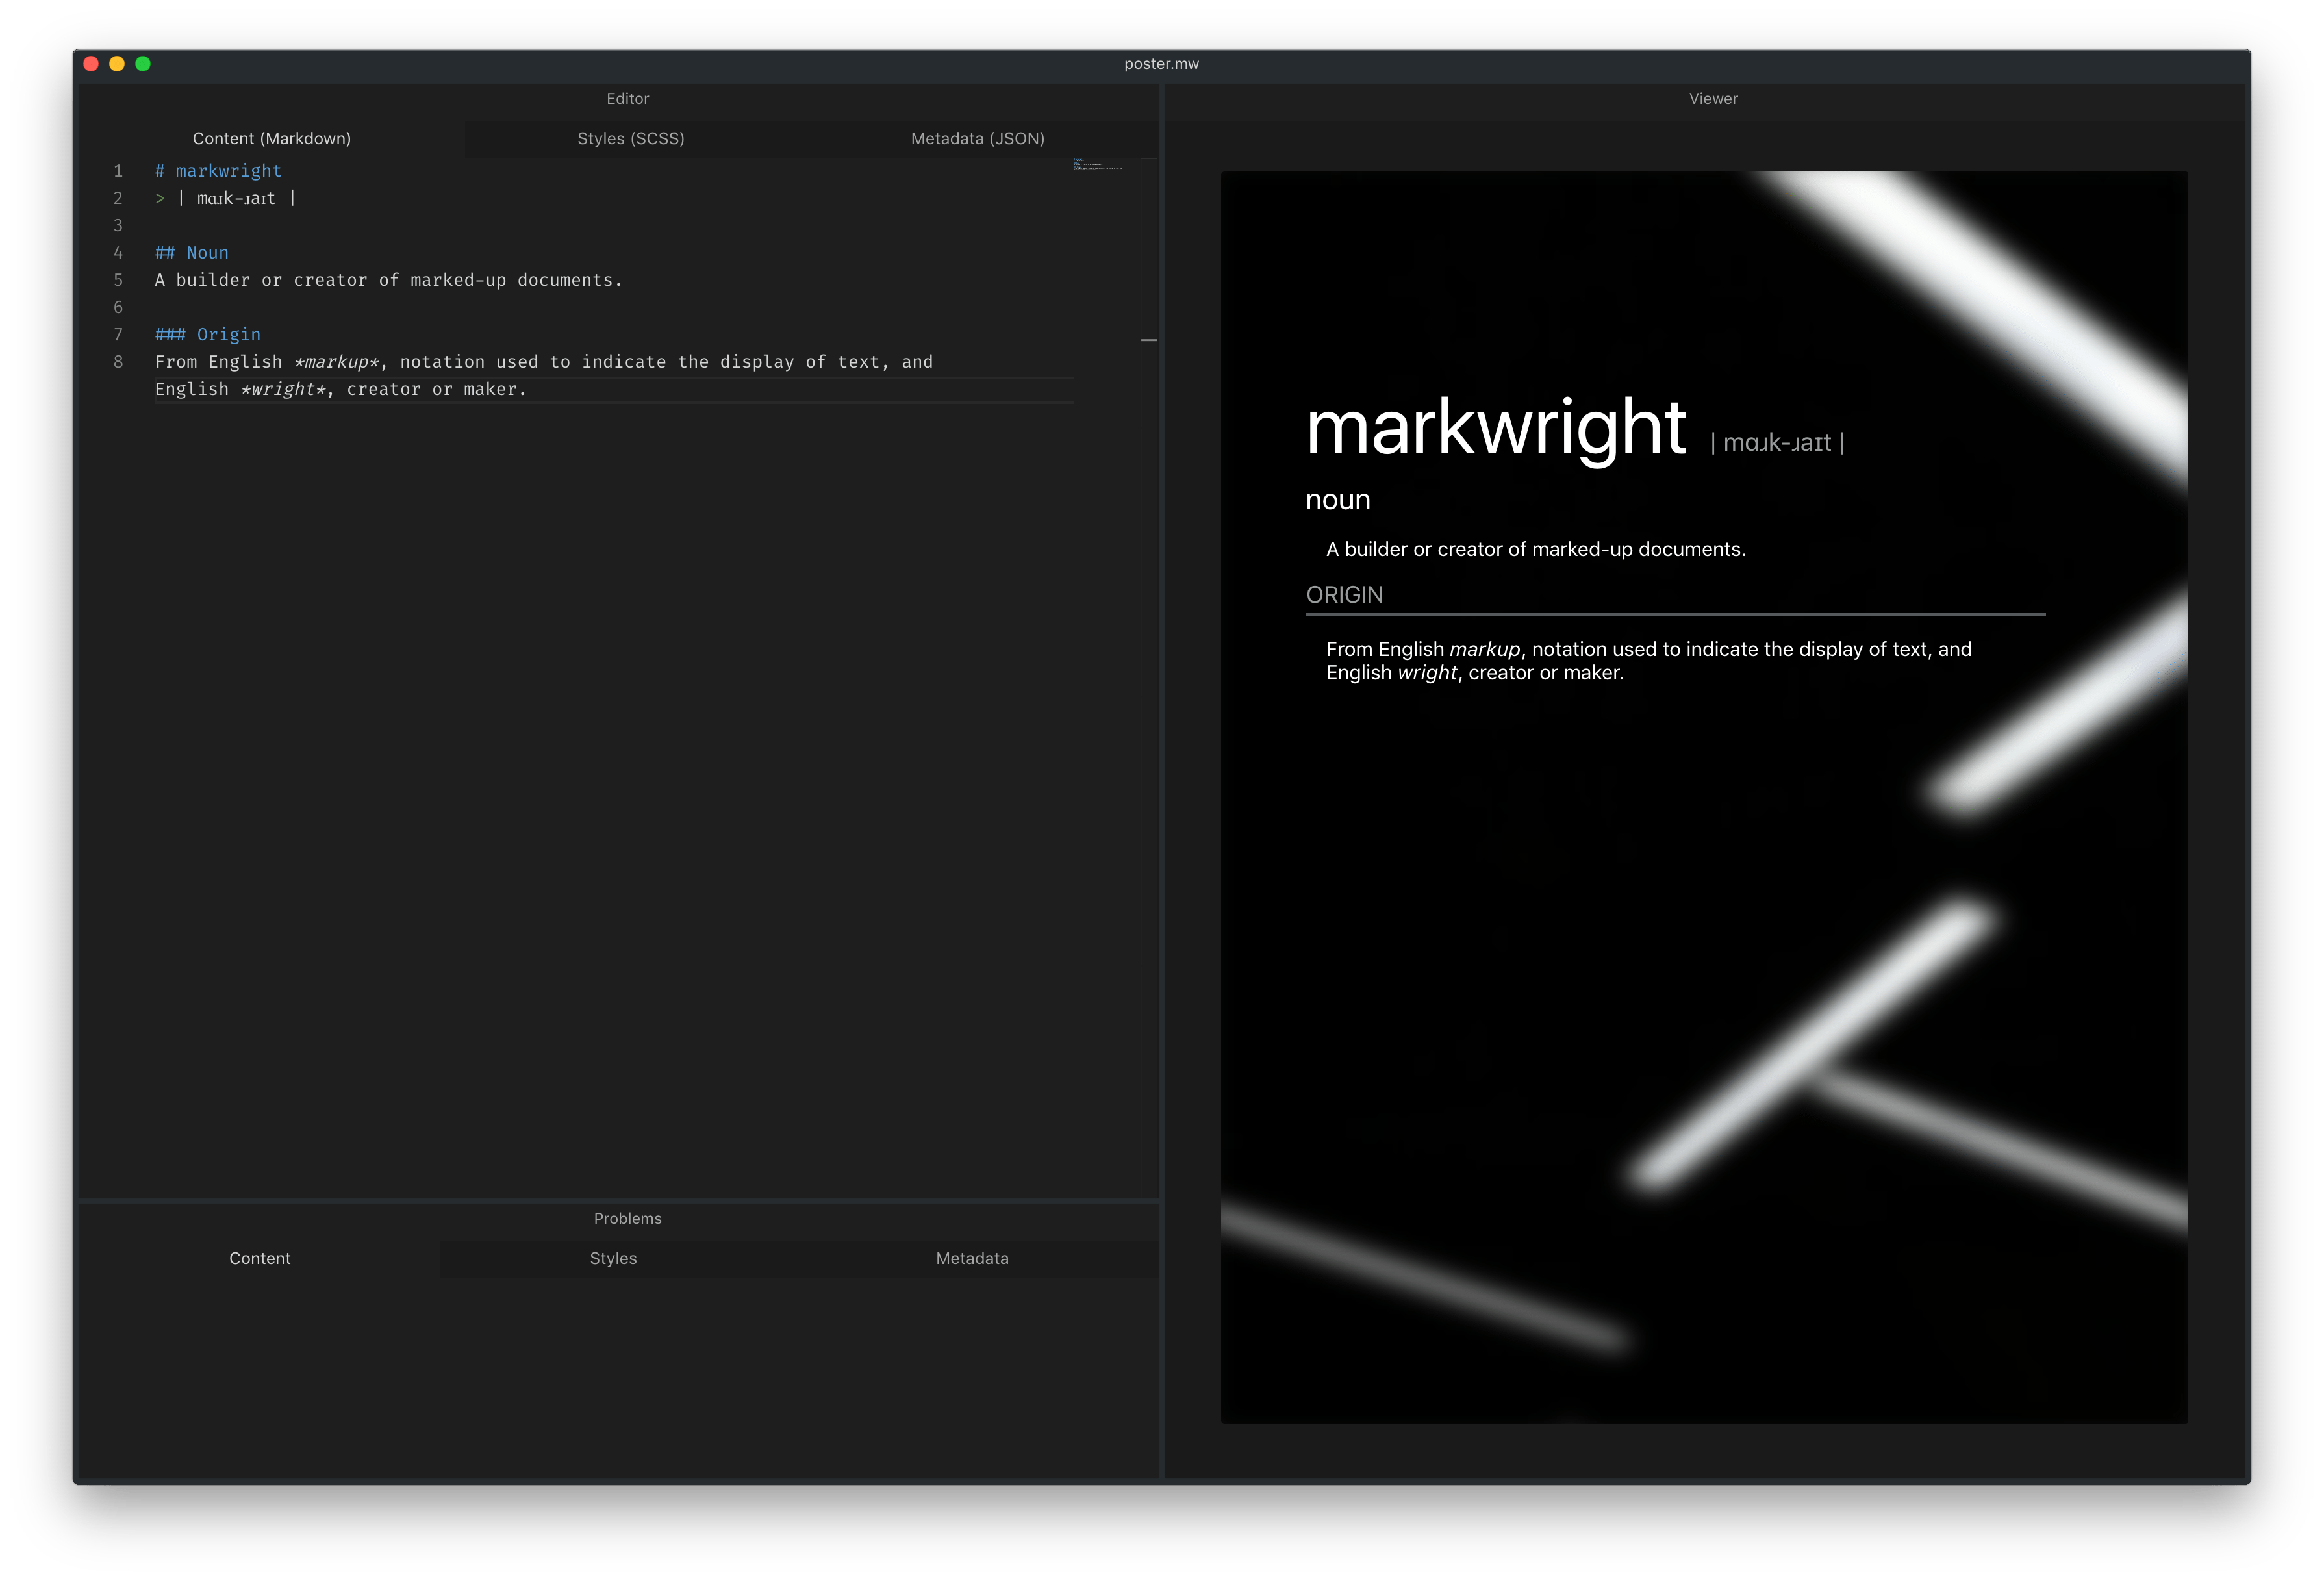 poster.mw
Editor
Content (Markdown) Styles (SCSS) Metadata (JSON)
1 # markwright
2 > | mɑɹk-ɹaɪt |
3
4 ## Noun
5 A builder or creator of marked-up documents.
6
7 ### Origin
8 From English *markup*, notation used to indicate the display of text, and
English *wright*, creator or maker.
Problems
Content Styles Metadata
Viewer
markwright | mɑɹk-ɹaɪt |
noun
A builder or creator of marked-up documents.
ORIGIN
From English markup, notation used to indicate the display of text, and
English wright, creator or maker.